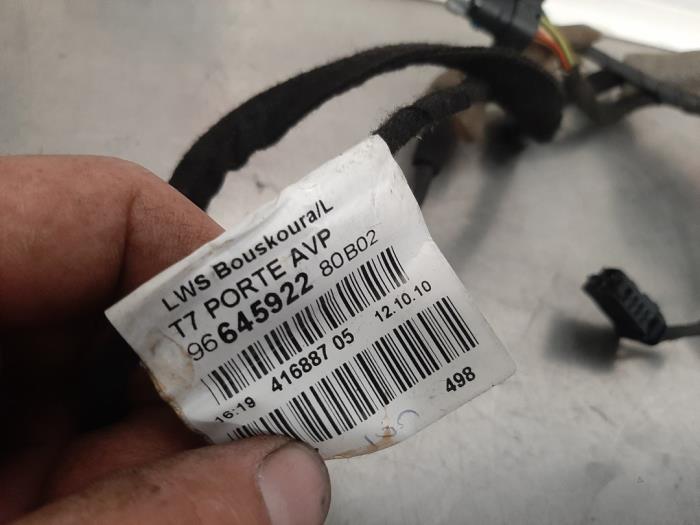 LWS Bouskoura/L
T7 PORTE AVP
96 645922 80B02
16:19 416887 05 12.10.10
498